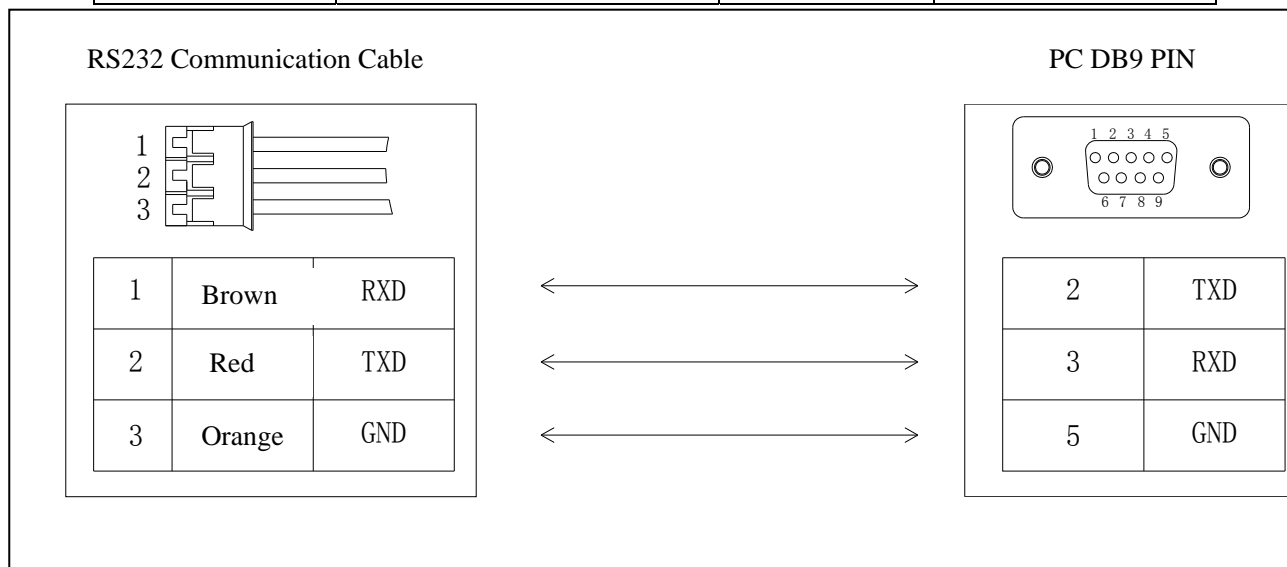 RS232 Communication Cable
PC DB9 PIN
1
2
3
1 2 3 4 5
6 7 8 9
1 Brown RXD
2 Red TXD
3 Orange GND
2 TXD
3 RXD
5 GND